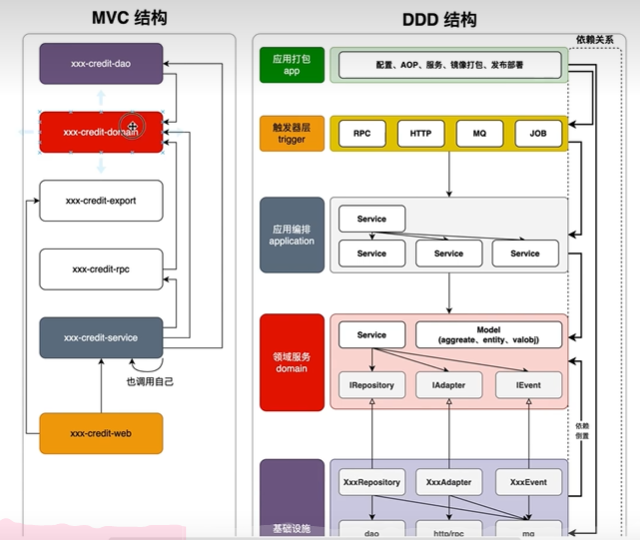 MVC 结构
DDD 结构
依赖关系
xxx-credit-dao
xxx-credit-domain
xxx-credit-export
xxx-credit-rpc
xxx-credit-service
也调用自己
xxx-credit-web
应用打包
app
配置、AOP、服务、镜像打包、发布部署
触发器层
trigger
RPC
HTTP
MQ
JOB
应用编排
application
Service
Service
Service
Service
领域服务
domain
Service
Model
(aggreate、entity、valobj)
IRepository
IAdapter
IEvent
依赖
倒置
基础设施
XxxRepository
XxxAdapter
XxxEvent
dao
http/rpc
mq